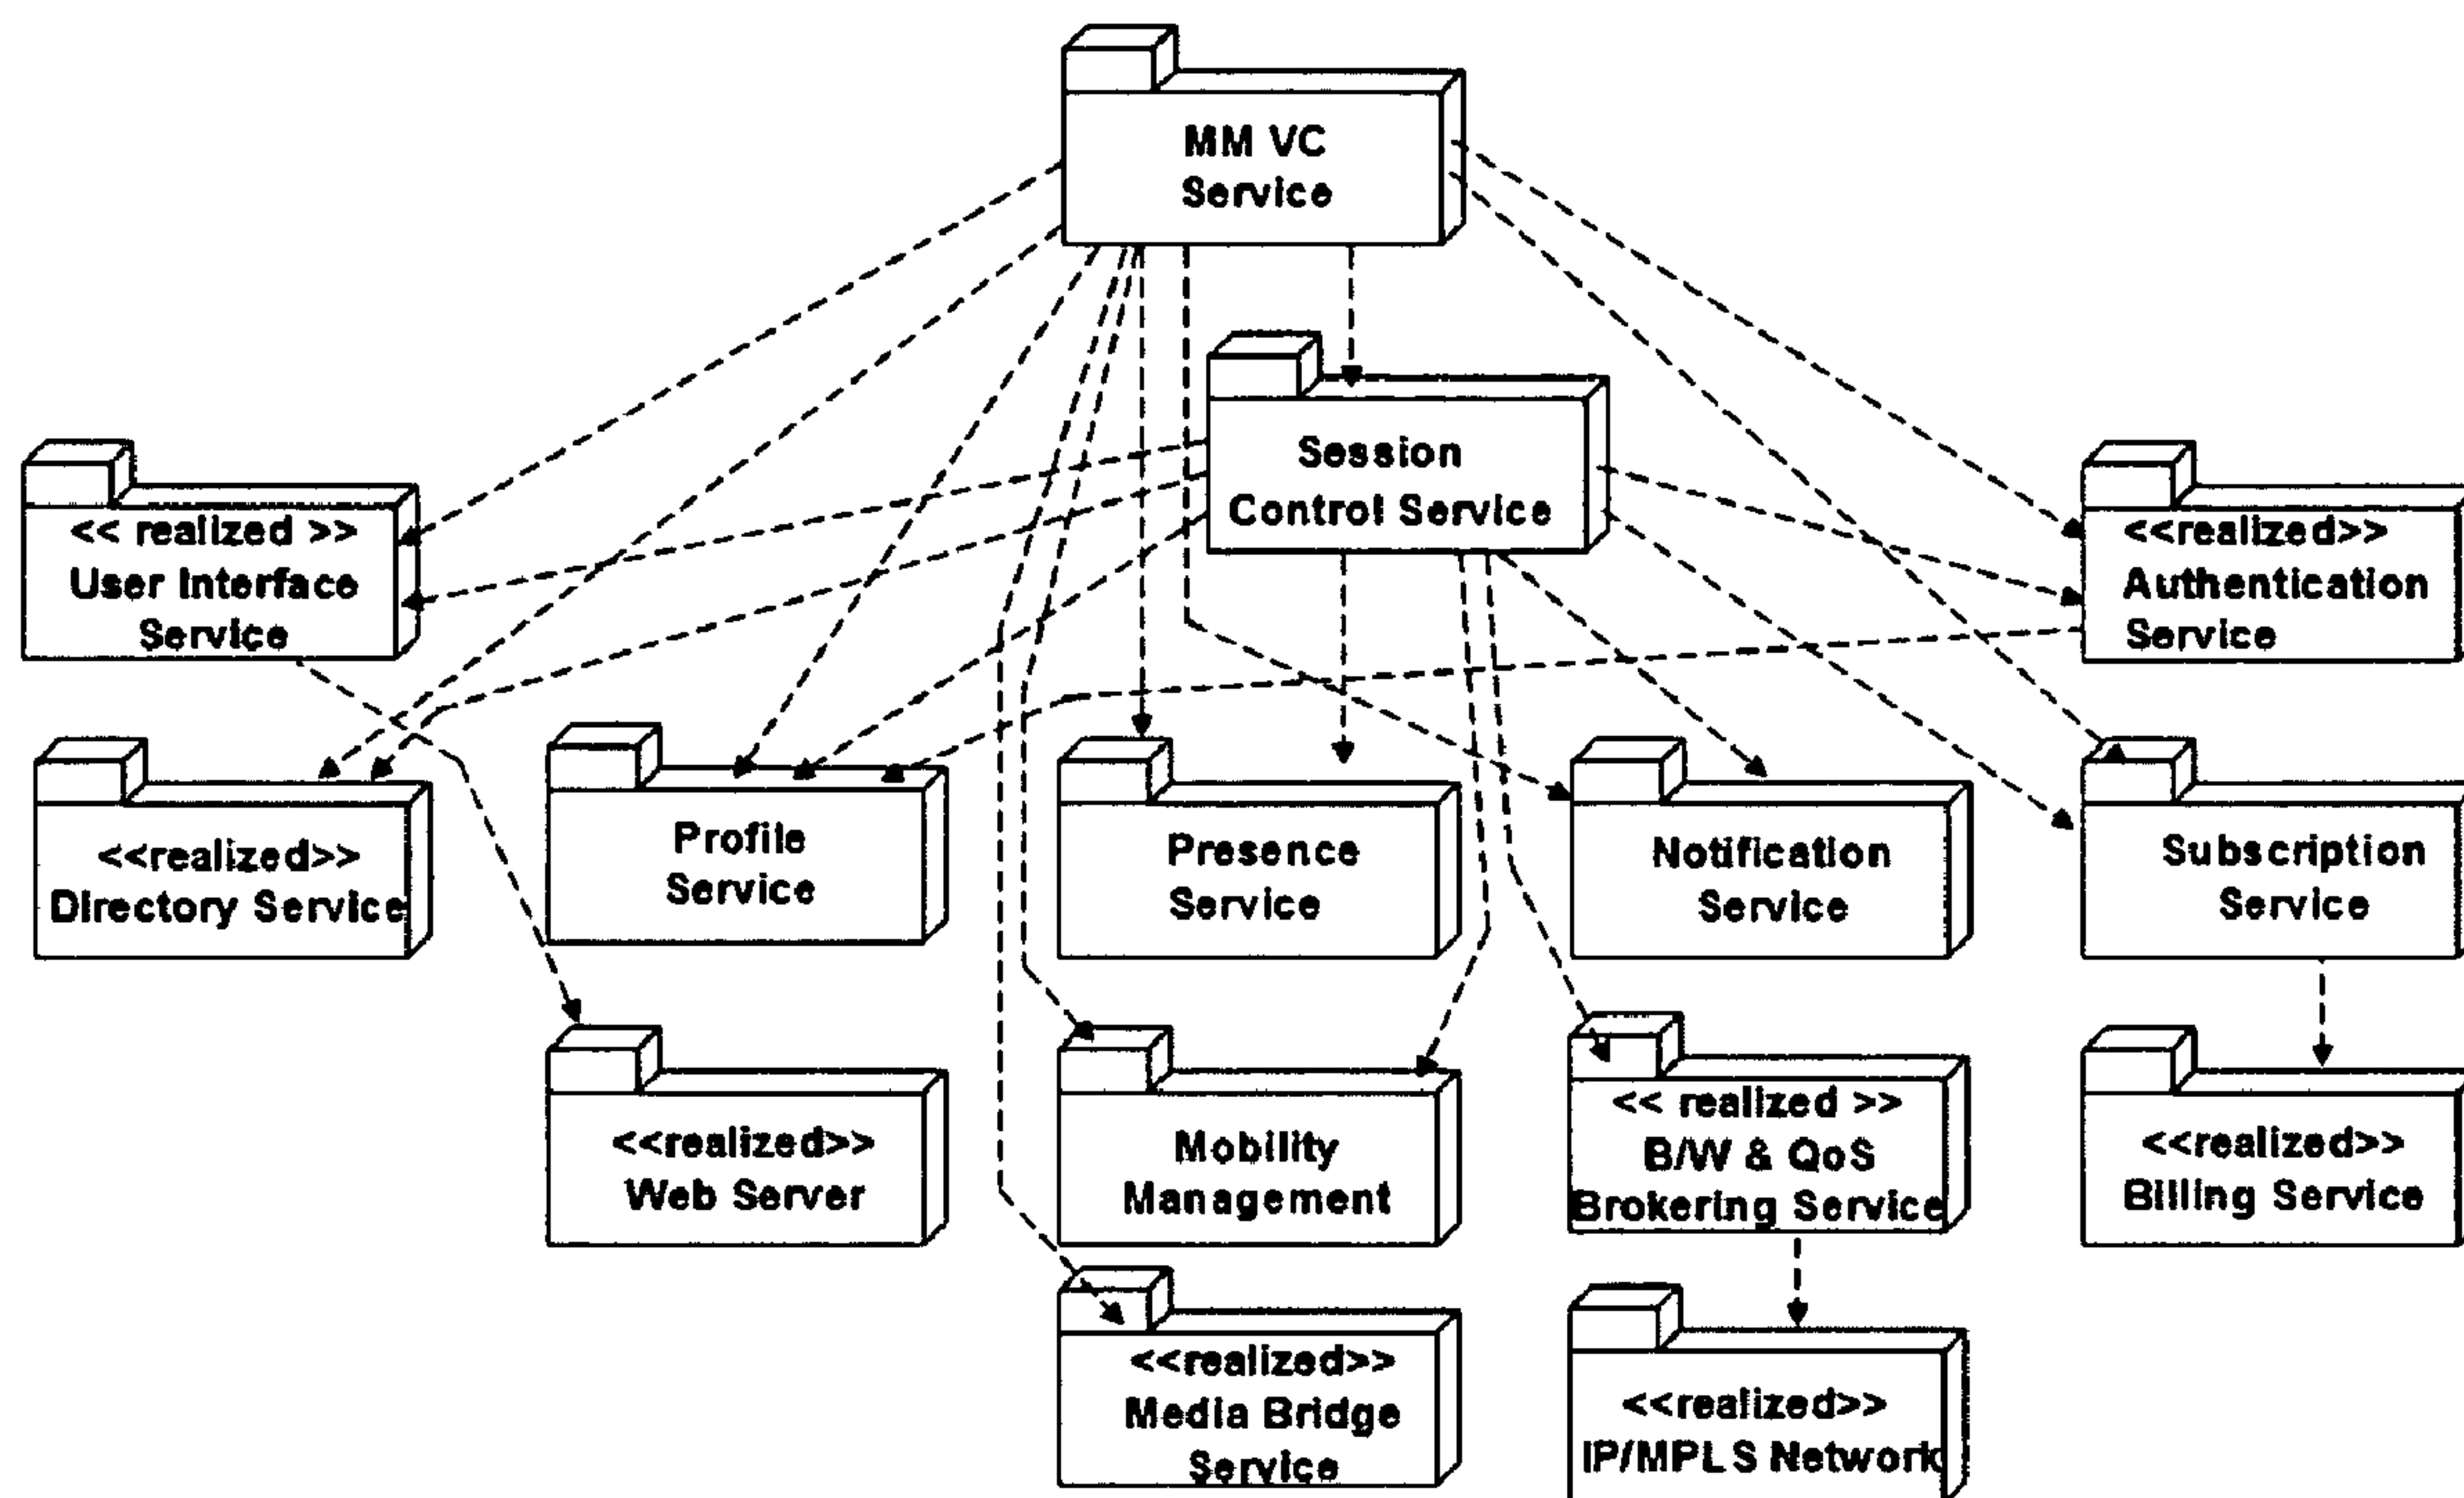 MM VC
Service
Session
Control Service
<< realized >>
User Interface
Service
<<realized>>
Authentication
Service
<<realized>>
Directory Service
Profile
Service
Presence
Service
Notification
Service
Subscription
Service
<<realized>>
Web Server
Mobility
Management
<< realized >>
B/W & QoS
Brokering Service
<<realized>>
Billing Service
<<realized>>
Media Bridge
Service
<<realized>>
IP/MPLS Network